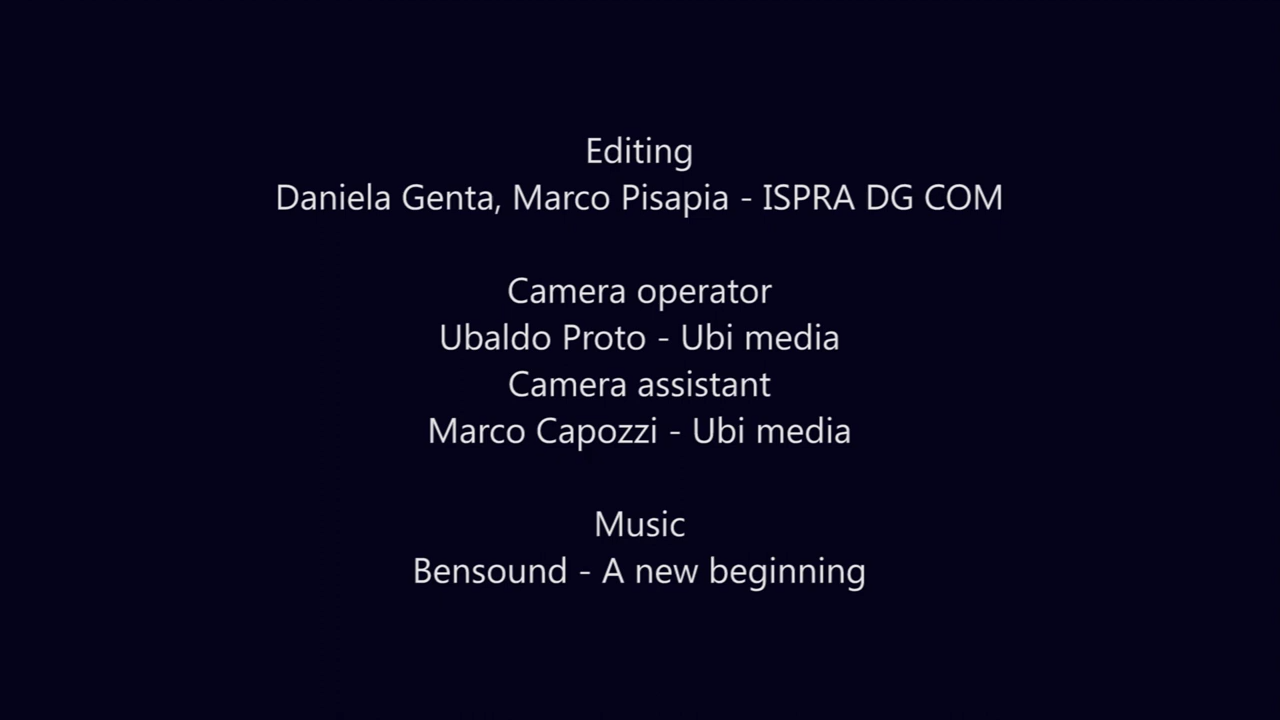 Editing
Daniela Genta, Marco Pisapia - ISPRA DG COM
Camera operator
Ubaldo Proto - Ubi media
Camera assistant
Marco Capozzi - Ubi media
Music
Bensound - A new beginning